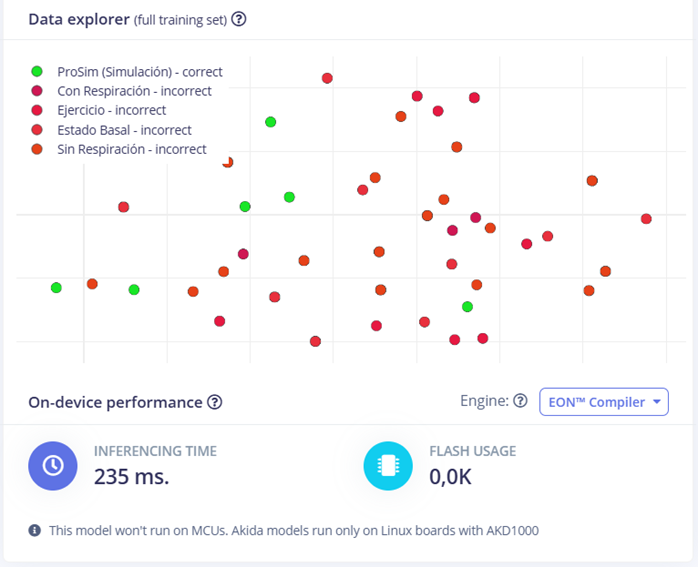 Data explorer (full training set) ?
ProSim (Simulación) - correct
Con Respiración - incorrect
Ejercicio - incorrect
Estado Basal - incorrect
Sin Respiración - incorrect
On-device performance ?
Engine: ? EON™ Compiler
INFERENCING TIME
235 ms.
FLASH USAGE
0,0K
This model won't run on MCUs. Akida models run only on Linux boards with AKD1000